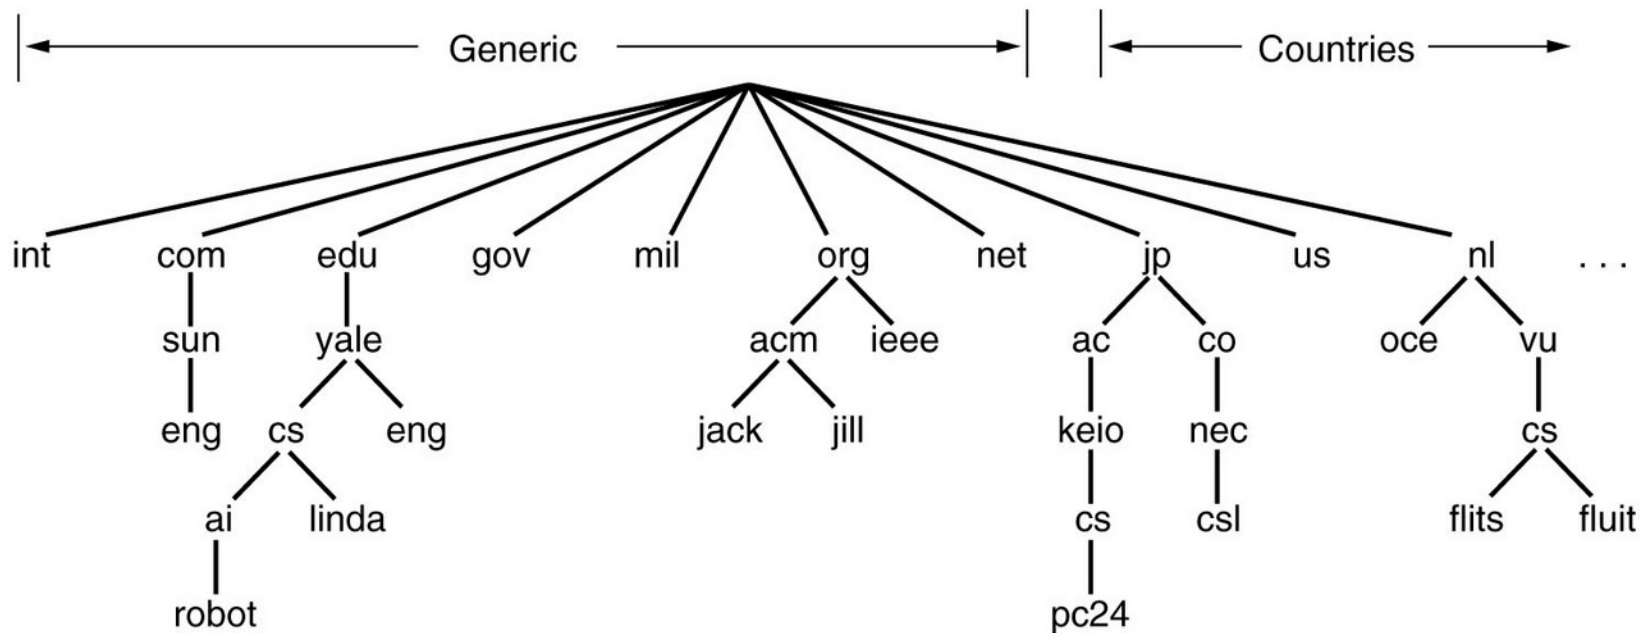 Generic Countries
int com edu gov mil org net jp us nl . . .
sun yale acm ieee ac co oce vu
eng cs eng jack jill keio nec cs
ai linda cs csl flits fluit
robot pc24